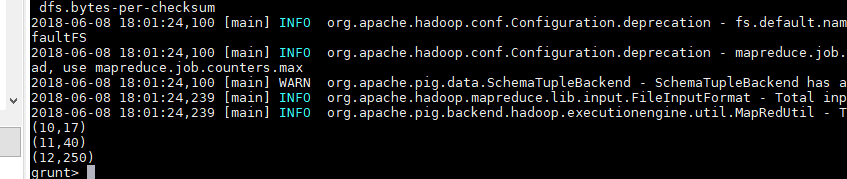 dfs.bytes-per-checksum
2018-06-08 18:01:24,100 [main] INFO  org.apache.hadoop.conf.Configuration.deprecation - fs.default.nam
faultFS
2018-06-08 18:01:24,100 [main] INFO  org.apache.hadoop.conf.Configuration.deprecation - mapreduce.job.
ad, use mapreduce.job.counters.max
2018-06-08 18:01:24,100 [main] WARN  org.apache.pig.data.SchemaTupleBackend - SchemaTupleBackend has a
2018-06-08 18:01:24,239 [main] INFO  org.apache.hadoop.mapreduce.lib.input.FileInputFormat - Total inp
2018-06-08 18:01:24,239 [main] INFO  org.apache.pig.backend.hadoop.executionengine.util.MapRedUtil - T
(10,17)
(11,40)
(12,250)
grunt>